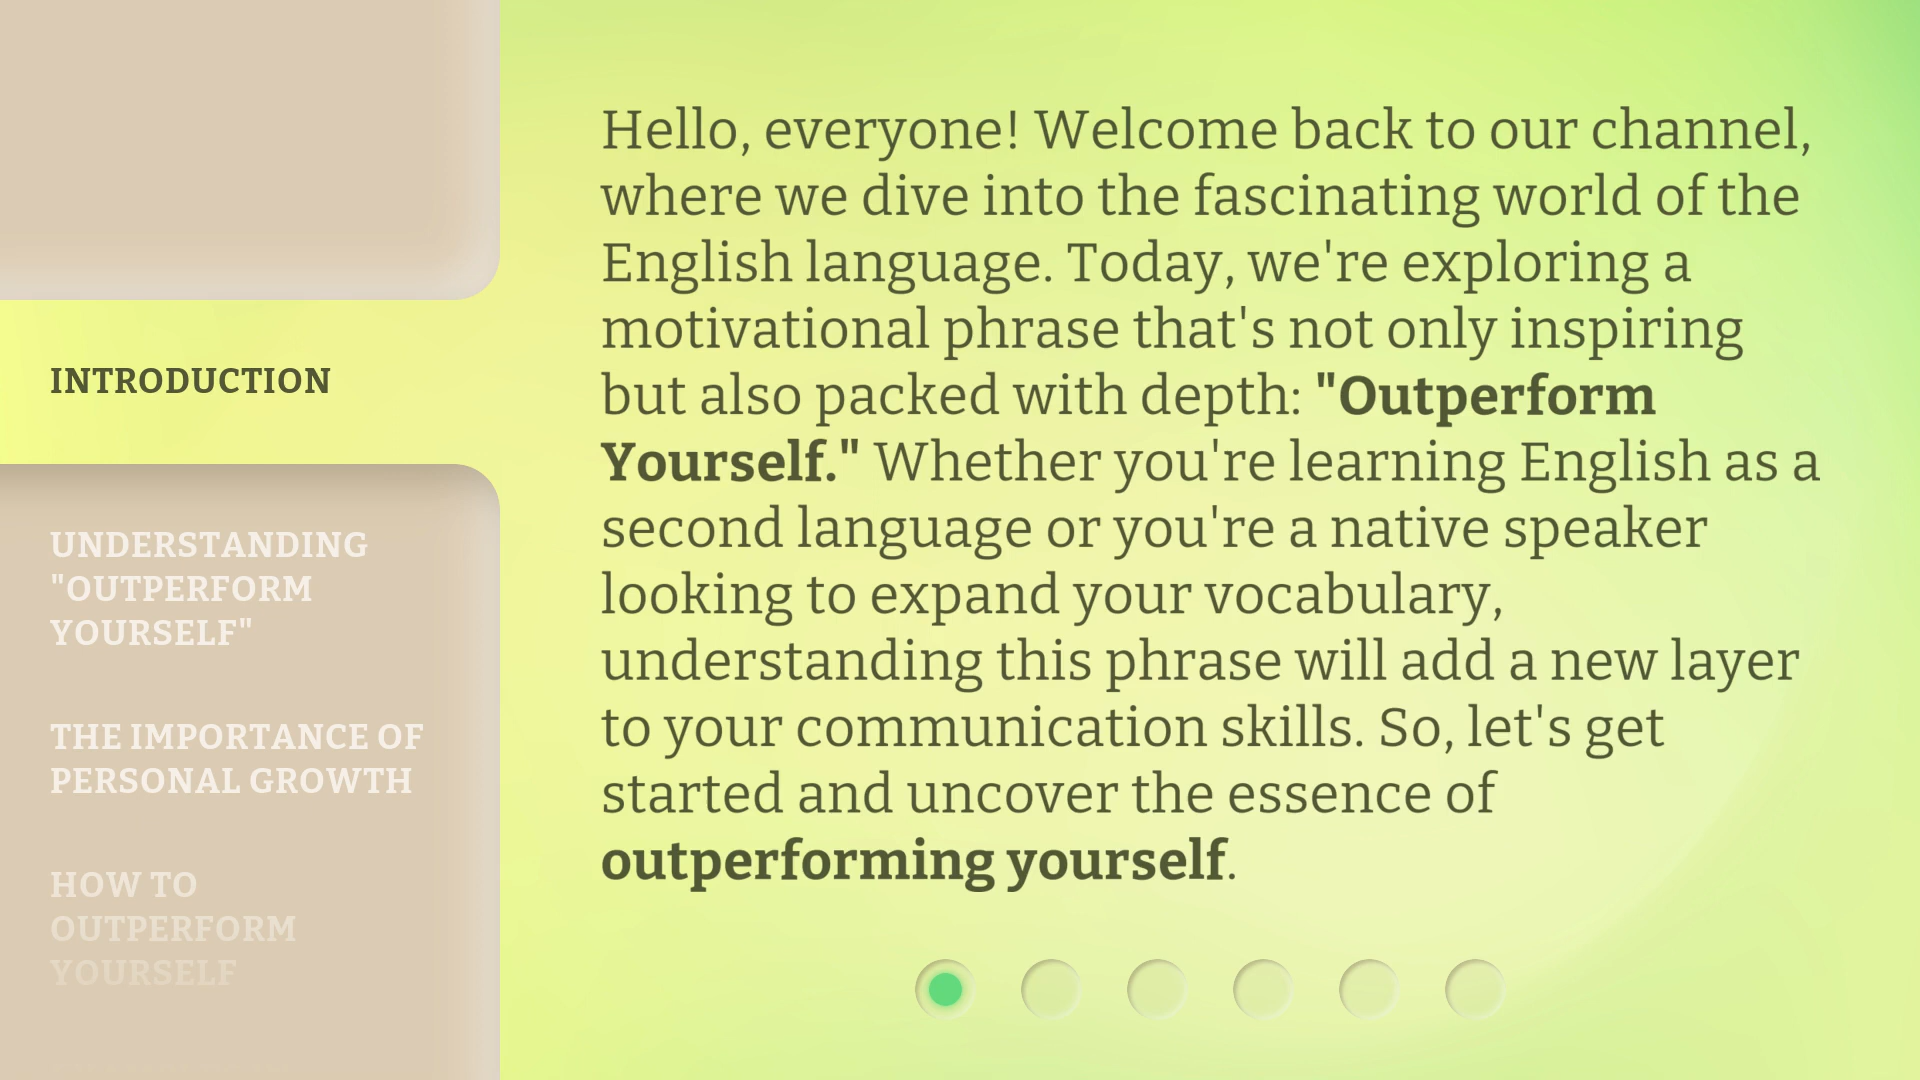 INTRODUCTION
UNDERSTANDING
"OUTPERFORM
YOURSELF"
THE IMPORTANCE OF
PERSONAL GROWTH
HOW TO
OUTPERFORM
YOURSELF
Hello, everyone! Welcome back to our channel,
where we dive into the fascinating world of the
English language. Today, we're exploring a
motivational phrase that's not only inspiring
but also packed with depth: "Outperform
Yourself." Whether you're learning English as a
second language or you're a native speaker
looking to expand your vocabulary,
understanding this phrase will add a new layer
to your communication skills. So, let's get
started and uncover the essence of
outperforming yourself.